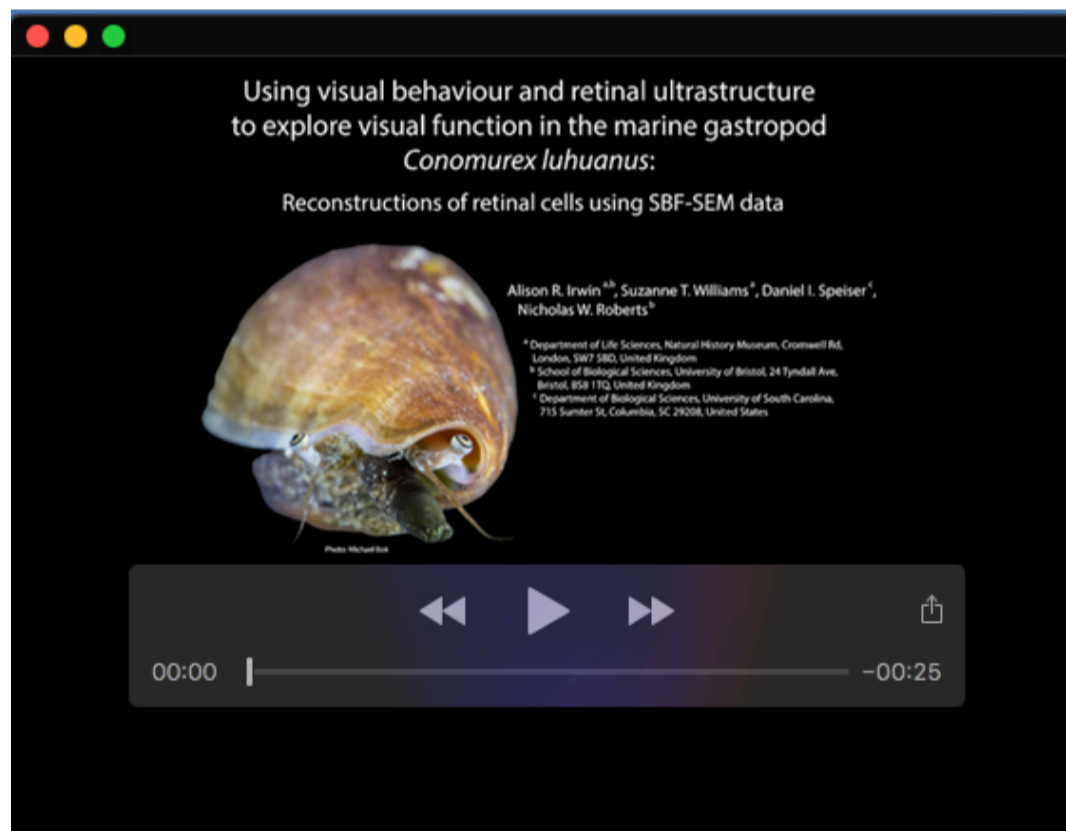 Using visual behaviour and retinal ultrastructure
to explore visual function in the marine gastropod
Conomurex luhuanus:
Reconstructions of retinal cells using SBF-SEM data
Alison R. Irwin a,b, Suzanne T. Williams a, Daniel I. Speiser c,
Nicholas W. Roberts b
a Department of Life Sciences, Natural History Museum, Cromwell Rd,
London, SW7 5BD, United Kingdom
b School of Biological Sciences, University of Bristol, 24 Tyndall Ave,
Bristol, BS8 1TQ, United Kingdom
c Department of Biological Sciences, University of South Carolina,
715 Sumter St, Columbia, SC 29208, United States
Photo: Michael Bok
00:00
-00:25